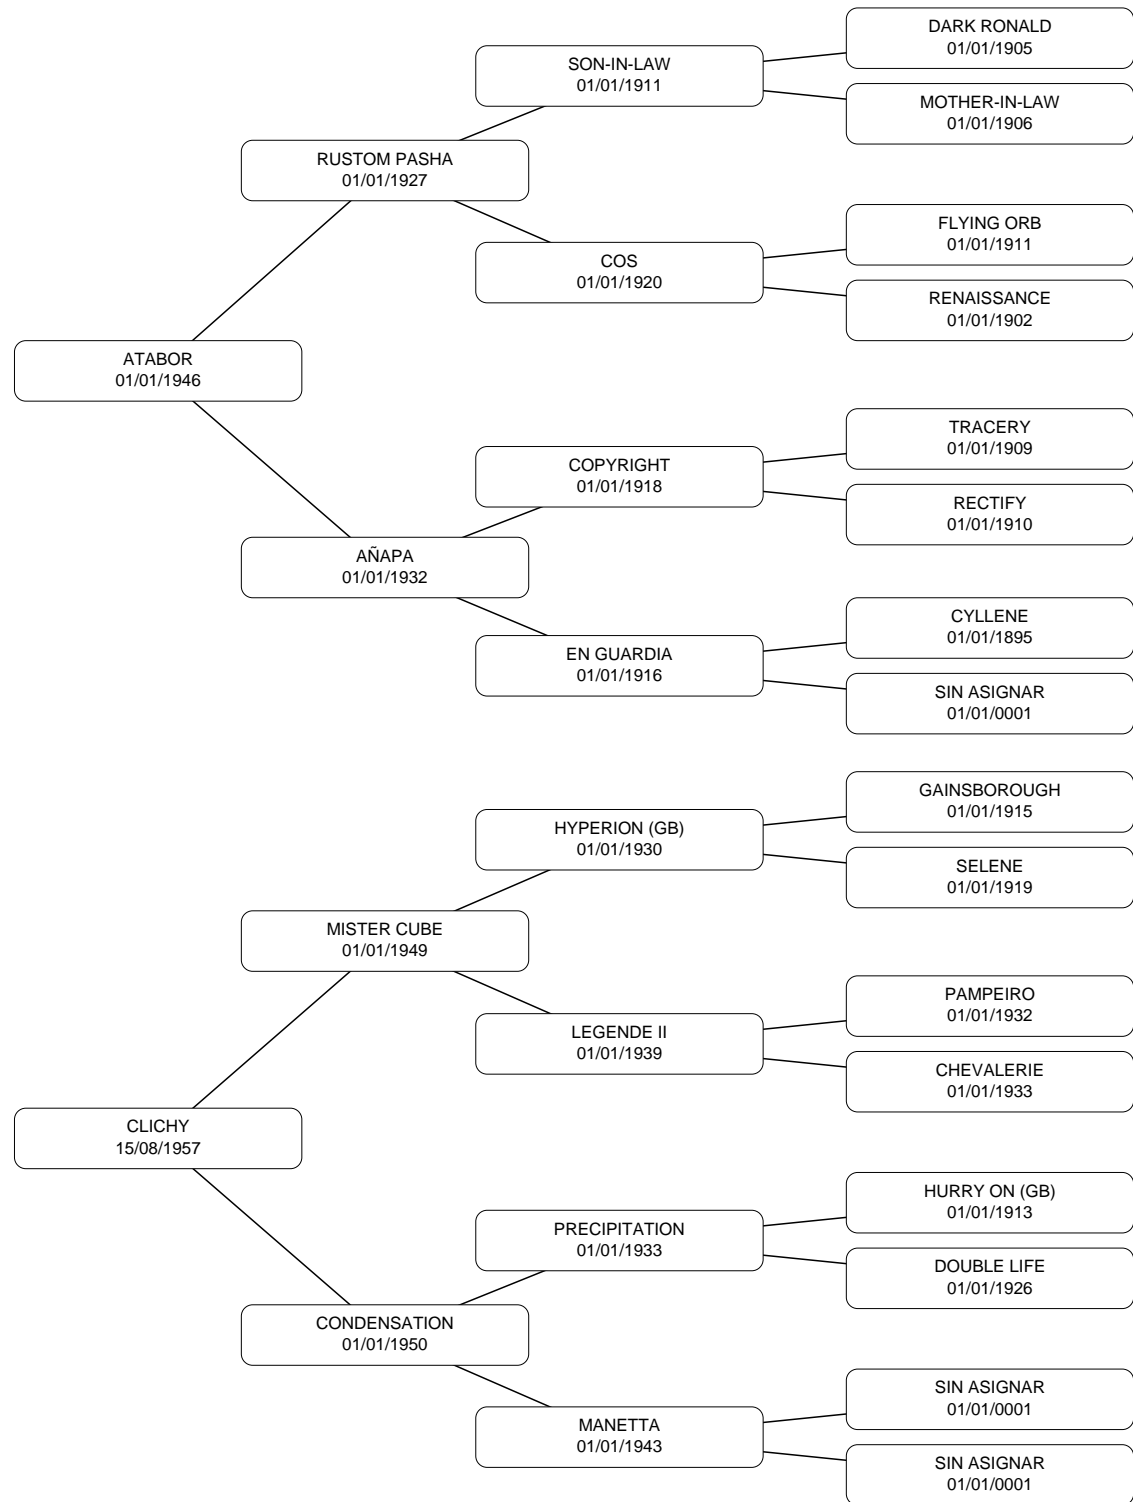 DARK RONALD
01/01/1905
SON-IN-LAW
01/01/1911
MOTHER-IN-LAW
01/01/1906
RUSTOM PASHA
01/01/1927
FLYING ORB
01/01/1911
COS
01/01/1920
RENAISSANCE
01/01/1902
ATABOR
01/01/1946
TRACERY
01/01/1909
COPYRIGHT
01/01/1918
RECTIFY
01/01/1910
AÑAPA
01/01/1932
CYLLENE
01/01/1895
EN GUARDIA
01/01/1916
SIN ASIGNAR
01/01/0001
GAINSBOROUGH
01/01/1915
HYPERION (GB)
01/01/1930
SELENE
01/01/1919
MISTER CUBE
01/01/1949
PAMPEIRO
01/01/1932
LEGENDE II
01/01/1939
CHEVALERIE
01/01/1933
CLICHY
15/08/1957
HURRY ON (GB)
01/01/1913
PRECIPITATION
01/01/1933
DOUBLE LIFE
01/01/1926
CONDENSATION
01/01/1950
SIN ASIGNAR
01/01/0001
MANETTA
01/01/1943
SIN ASIGNAR
01/01/0001